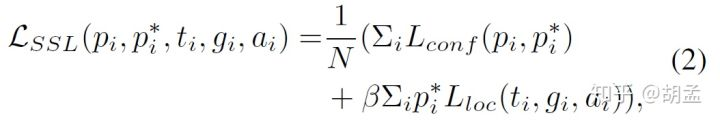 ℒ_SSL(p_i, p_i^*, t_i, g_i, a_i) = 1/N (Σ_i L_conf(p_i, p_i^*)
+ βΣ_i p_i^* L_loc(t_i, g_i, a_i)), (2)
知乎 @胡孟